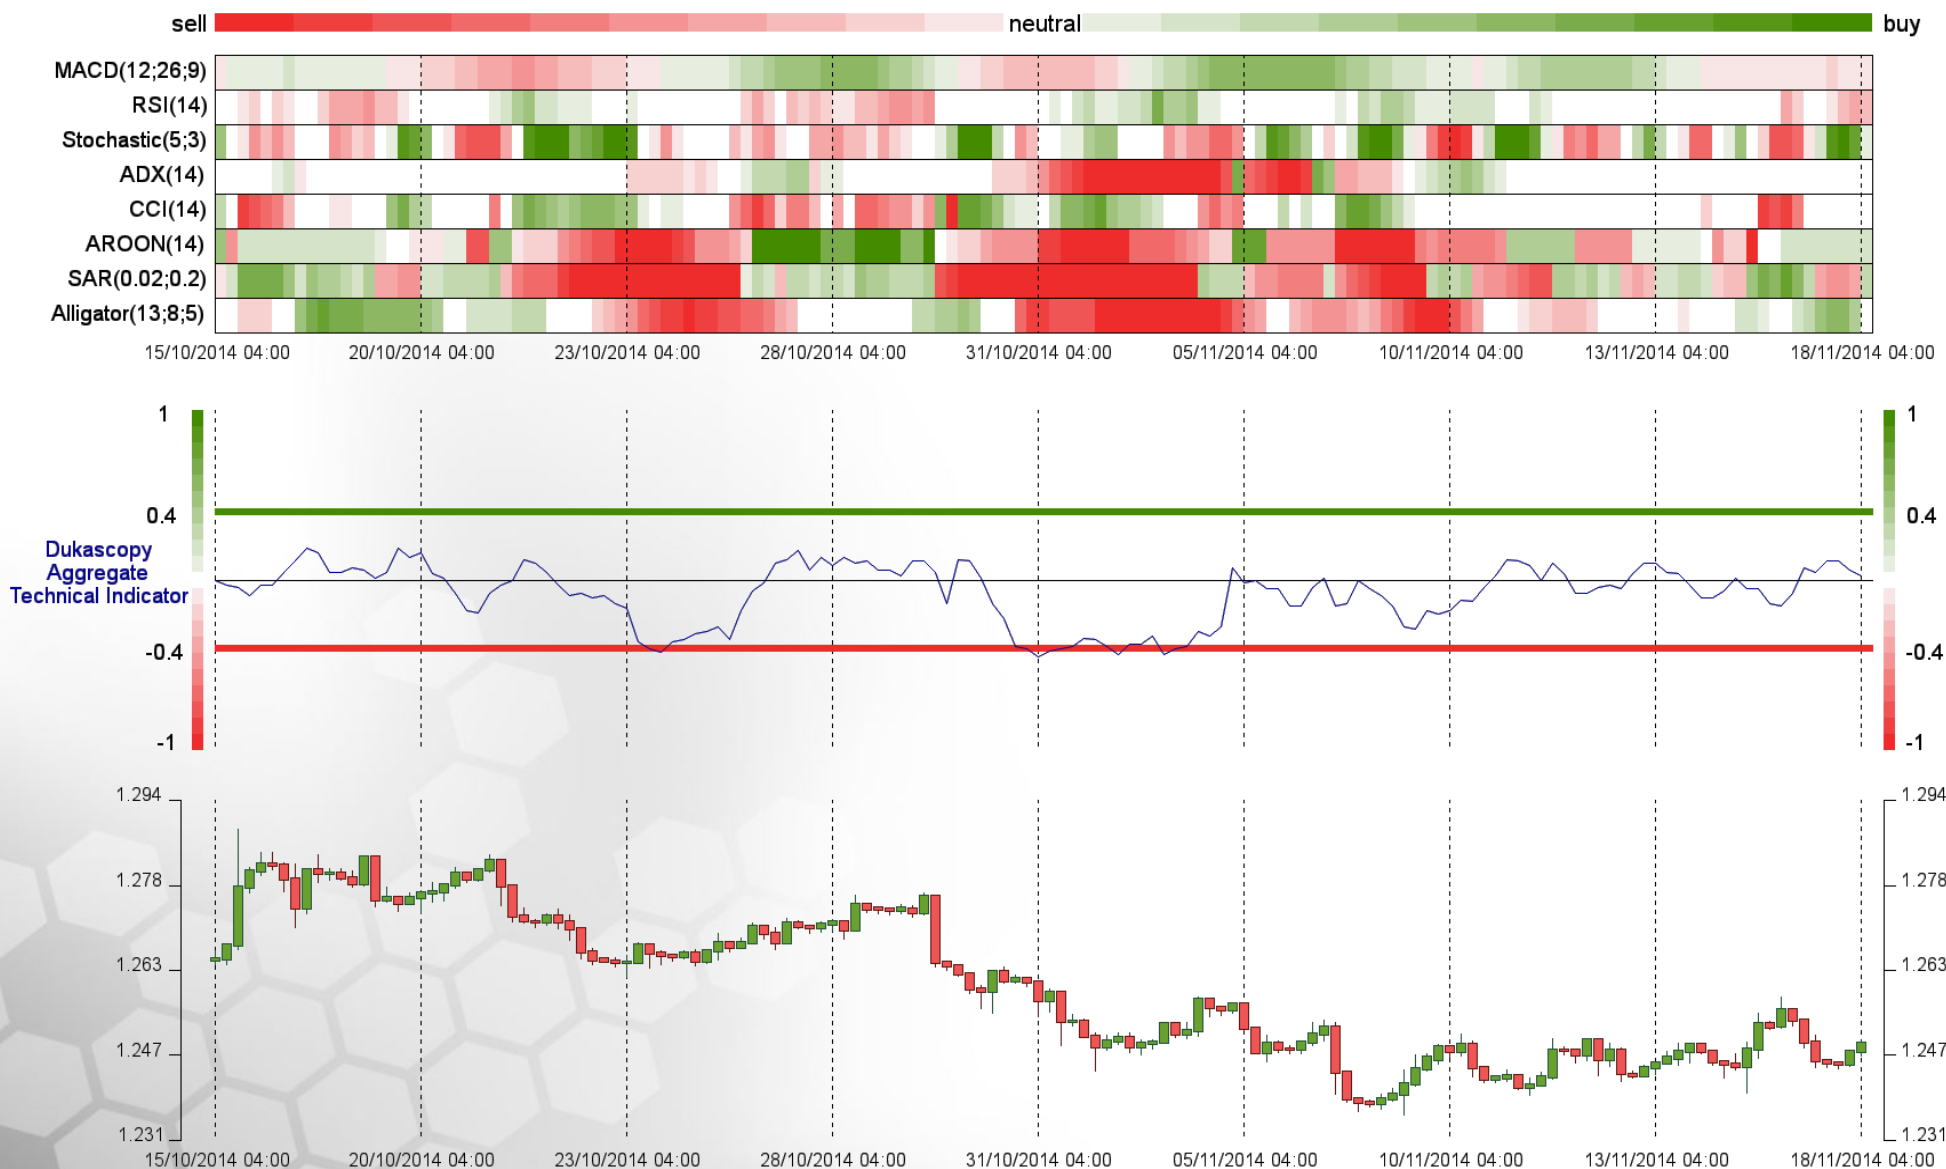 sell neutral buy
MACD(12;26;9)
RSI(14)
Stochastic(5;3)
ADX(14)
CCI(14)
AROON(14)
SAR(0.02;0.2)
Alligator(13;8;5)
15/10/2014 04:00 20/10/2014 04:00 23/10/2014 04:00 28/10/2014 04:00 31/10/2014 04:00 05/11/2014 04:00 10/11/2014 04:00 13/11/2014 04:00 18/11/2014 04:00
1 1
0.4 0.4
Dukascopy
Aggregate
Technical Indicator
-0.4 -0.4
-1 -1
1.294 1.294
1.278 1.278
1.263 1.263
1.247 1.247
1.231 1.231
15/10/2014 04:00 20/10/2014 04:00 23/10/2014 04:00 28/10/2014 04:00 31/10/2014 04:00 05/11/2014 04:00 10/11/2014 04:00 13/11/2014 04:00 18/11/2014 04:00